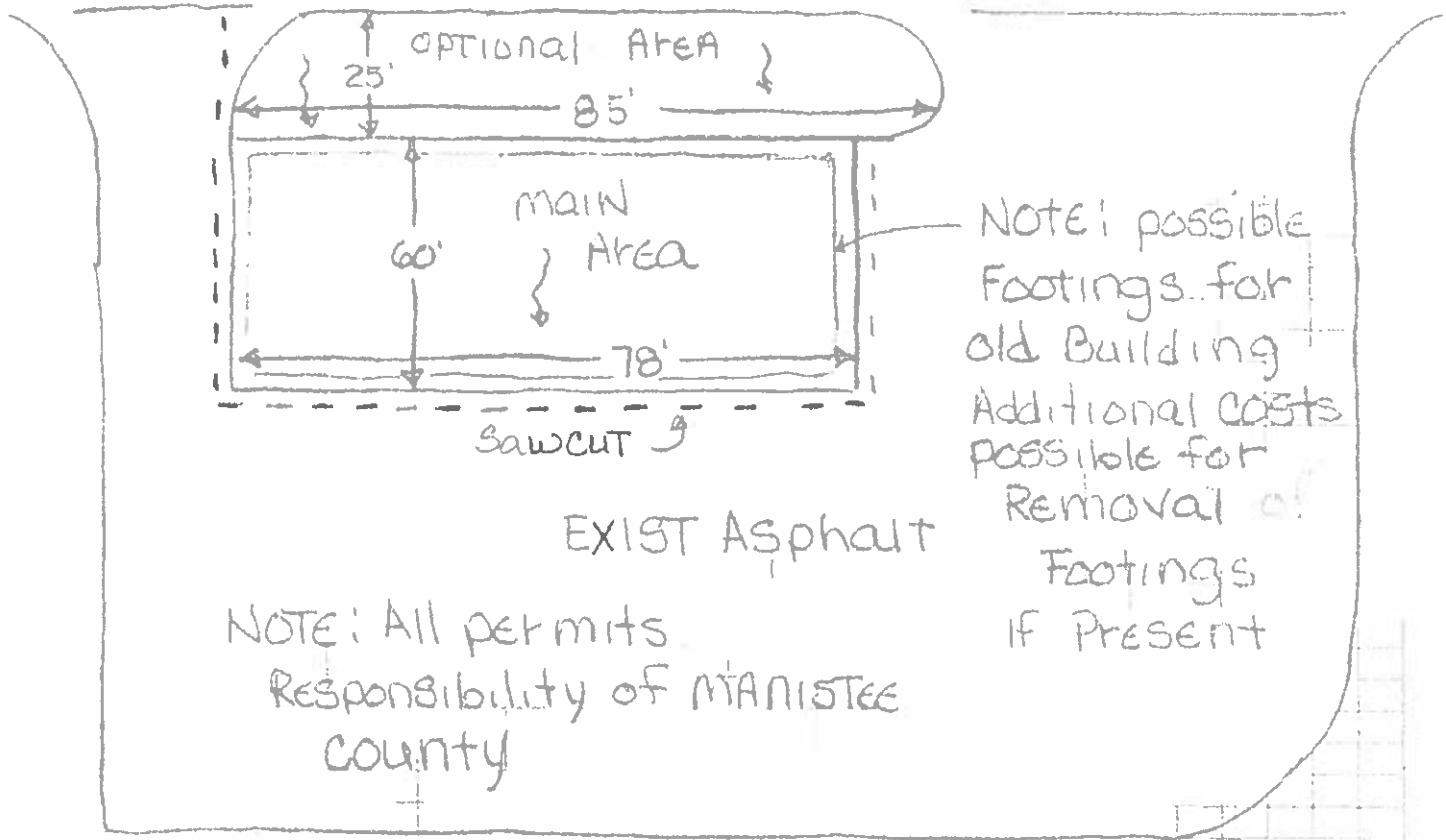 OPTIONAL AREA
25'
85'
MAIN
AREA
60'
78'
SAWCUT
NOTE: possible
Footings for
old Building
Additional Costs
possible for
Removal of
Footings
if Present
EXIST Asphalt
NOTE: All permits
Responsibility of MANISTEE
County